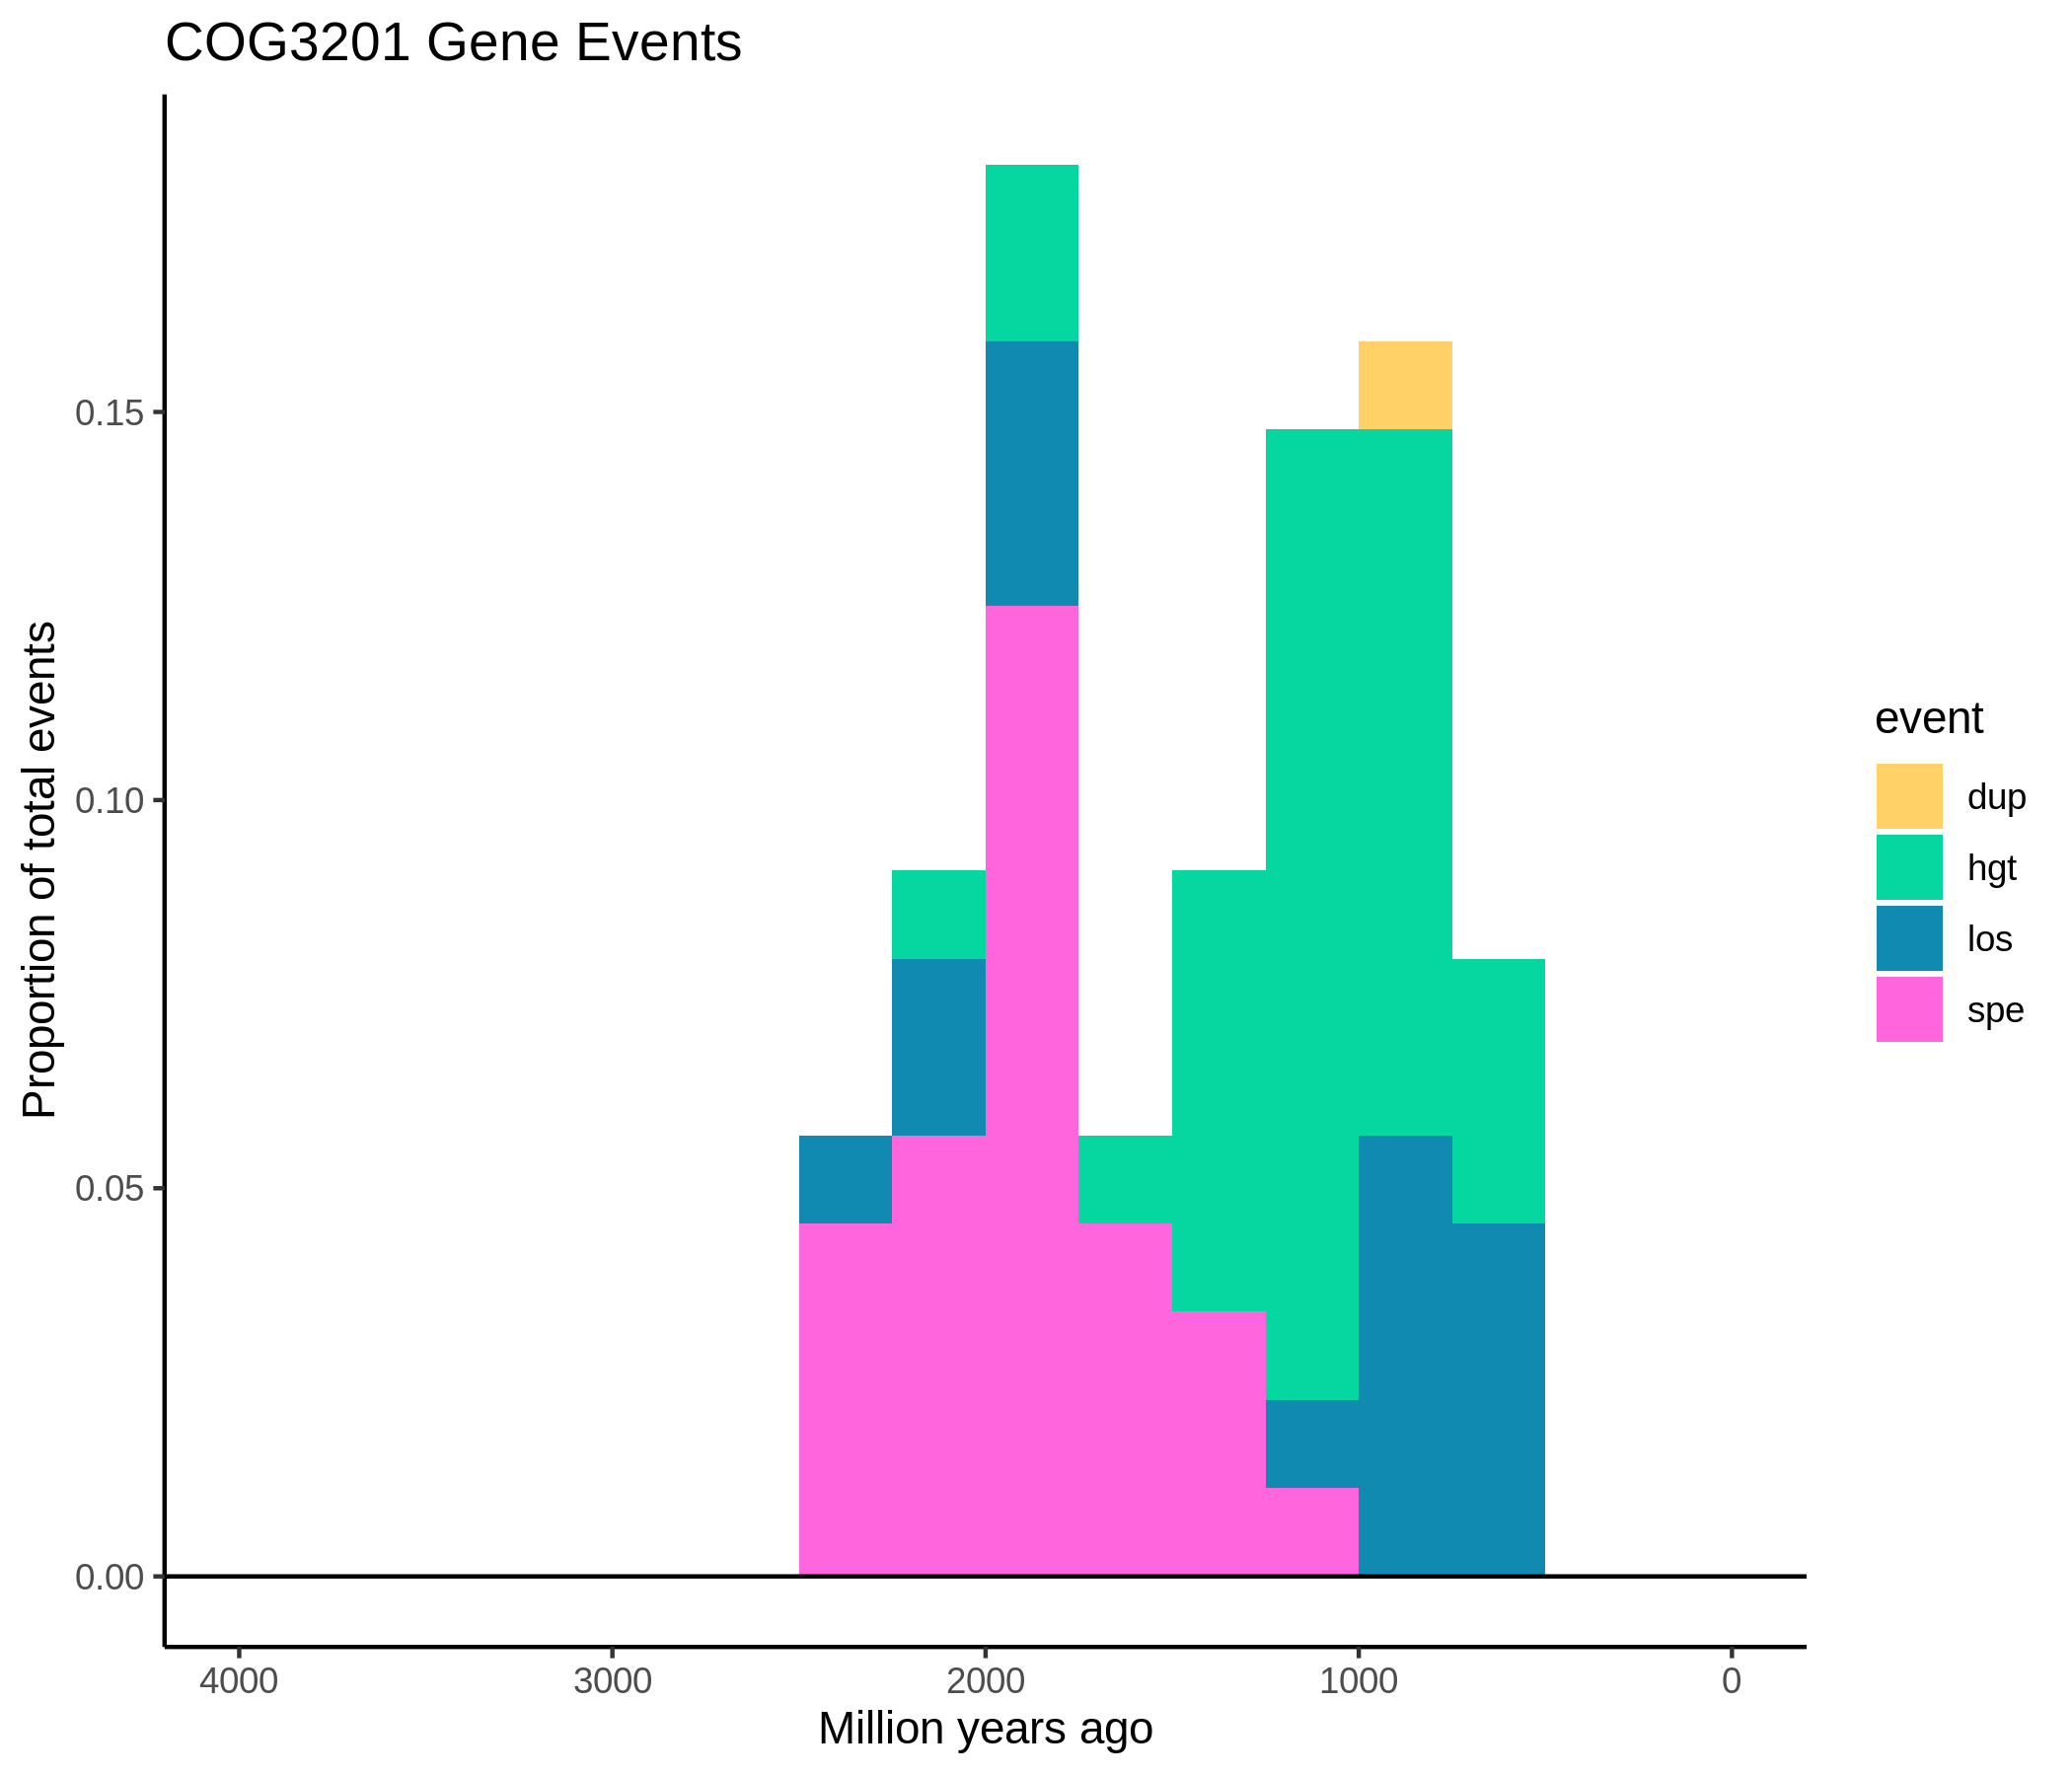 COG3201 Gene Events
Proportion of total events
0.15
0.10
0.05
0.00
4000 3000 2000 1000 0
Million years ago
event
dup
hgt
los
spe